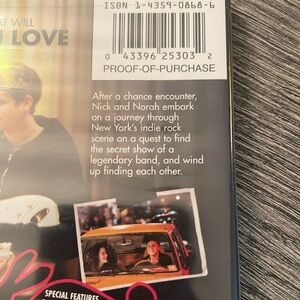 ISBN 1-4359-0868-6
AT WILL
N LOVE
0 43396 25303 2
PROOF-OF-PURCHASE
After a chance encounter,
Nick and Norah embark
on a journey through
New York's indie rock
scene on a quest to find
the secret show of a
legendary band, and wind
up finding each other.
SPECIAL FEATURES